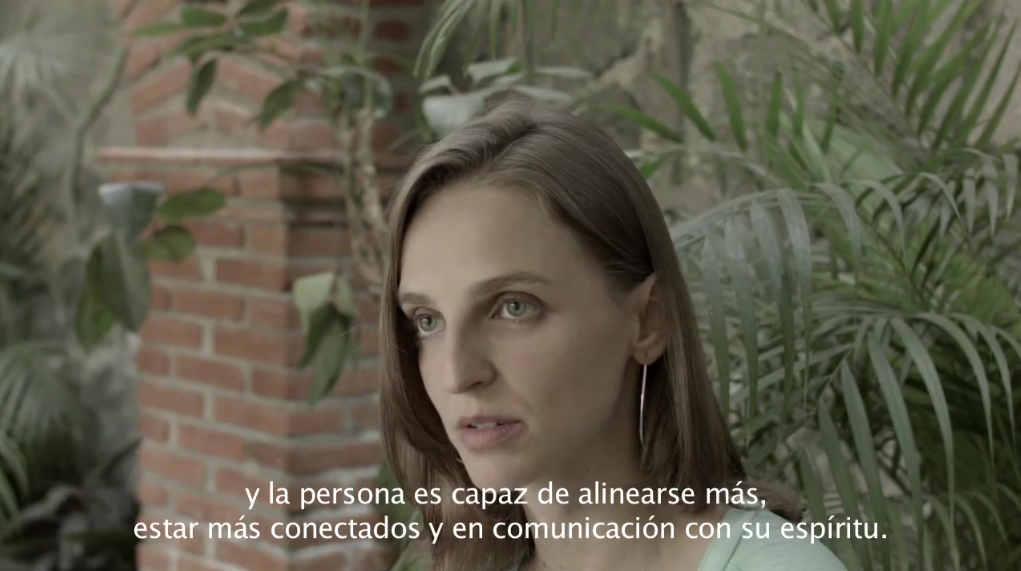 y la persona es capaz de alinearse más,
estar más conectados y en comunicación con su espíritu.